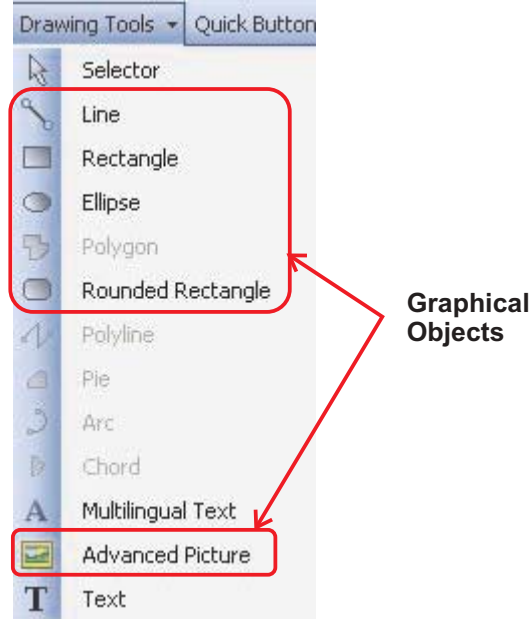 Drawing Tools Quick Button
Selector
Line
Rectangle
Ellipse
Polygon
Rounded Rectangle
Graphical
Objects
Polyline
Pie
Arc
Chord
A Multilingual Text
Advanced Picture
T Text